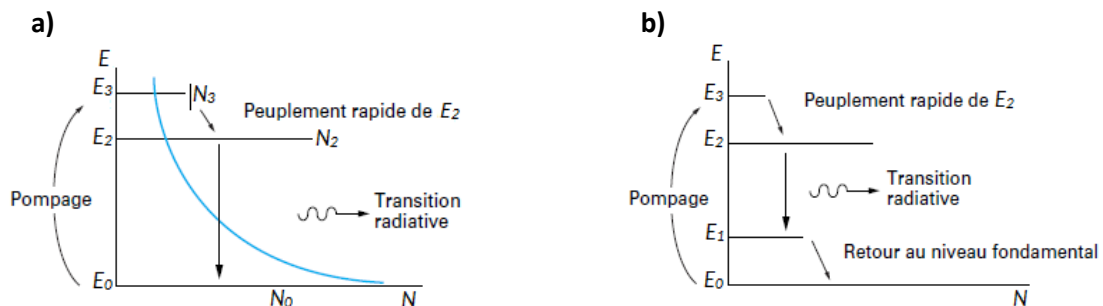 a)
E
E3
N3
Peuplement rapide de E2
E2
N2
Pompage
Transition
radiative
E0
N0
N
b)
E
E3
Peuplement rapide de E2
E2
Pompage
Transition
radiative
E1
Retour au niveau fondamental
E0
N